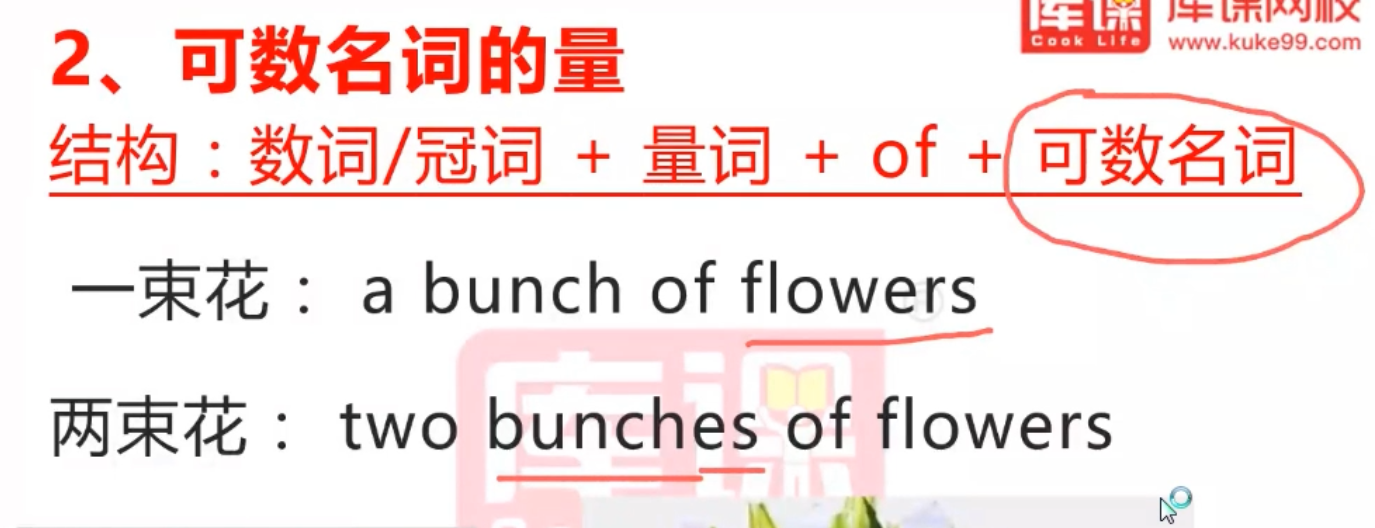 库课 库课网校
Cook Life www.kuke99.com
2、可数名词的量
结构：数词/冠词 + 量词 + of + 可数名词
一束花： a bunch of flowers
®
两束花： two bunches of flowers
库课